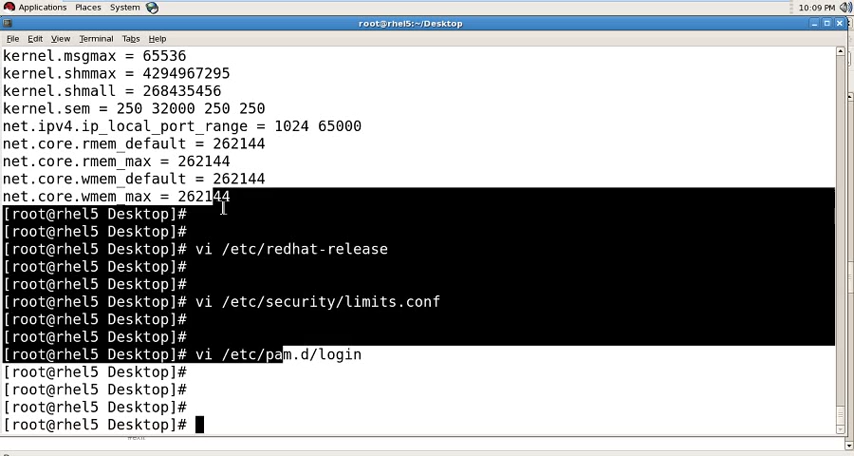 Applications Places System 10:09 PM
root@rhel5:~/Desktop
File Edit View Terminal Tabs Help
kernel.msgmax = 65536
kernel.shmmax = 4294967295
kernel.shmall = 268435456
kernel.sem = 250 32000 250 250
net.ipv4.ip_local_port_range = 1024 65000
net.core.rmem_default = 262144
net.core.rmem_max = 262144
net.core.wmem_default = 262144
net.core.wmem_max = 262144
[root@rhel5 Desktop]#
[root@rhel5 Desktop]#
[root@rhel5 Desktop]# vi /etc/redhat-release
[root@rhel5 Desktop]#
[root@rhel5 Desktop]#
[root@rhel5 Desktop]# vi /etc/security/limits.conf
[root@rhel5 Desktop]#
[root@rhel5 Desktop]#
[root@rhel5 Desktop]# vi /etc/pam.d/login
[root@rhel5 Desktop]#
[root@rhel5 Desktop]#
[root@rhel5 Desktop]#
[root@rhel5 Desktop]#